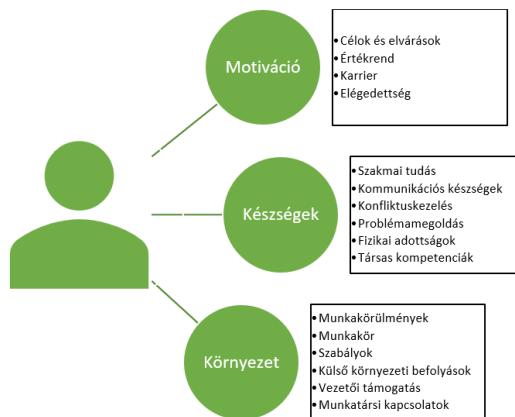 Motiváció
•Célok és elvárások
•Értékrend
•Karrier
•Elégedettség
Készségek
•Szakmai tudás
•Kommunikációs készségek
•Konfliktuskezelés
•Problémamegoldás
•Fizikai adottságok
•Társas kompetenciák
Környezet
•Munkakörülmények
•Munkakör
•Szabályok
•Külső környezeti befolyások
•Vezetői támogatás
•Munkatársi kapcsolatok